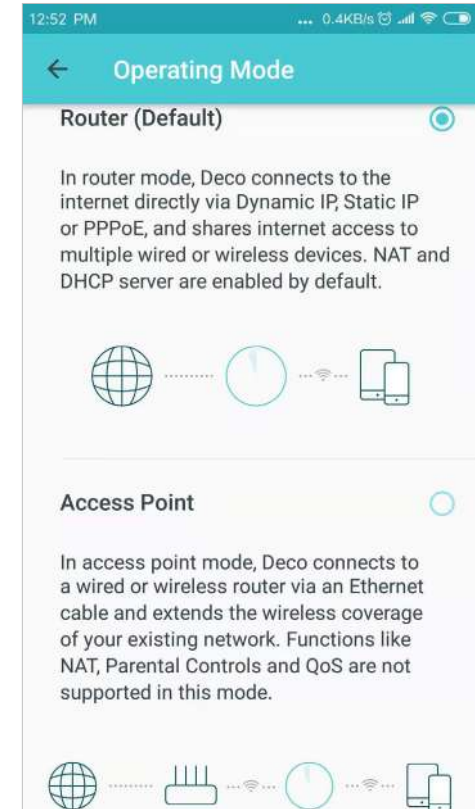 12:52 PM ... 0.4KB/s
Operating Mode
Router (Default)
In router mode, Deco connects to the
internet directly via Dynamic IP, Static IP
or PPPoE, and shares internet access to
multiple wired or wireless devices. NAT and
DHCP server are enabled by default.
Access Point
In access point mode, Deco connects to
a wired or wireless router via an Ethernet
cable and extends the wireless coverage
of your existing network. Functions like
NAT, Parental Controls and QoS are not
supported in this mode.